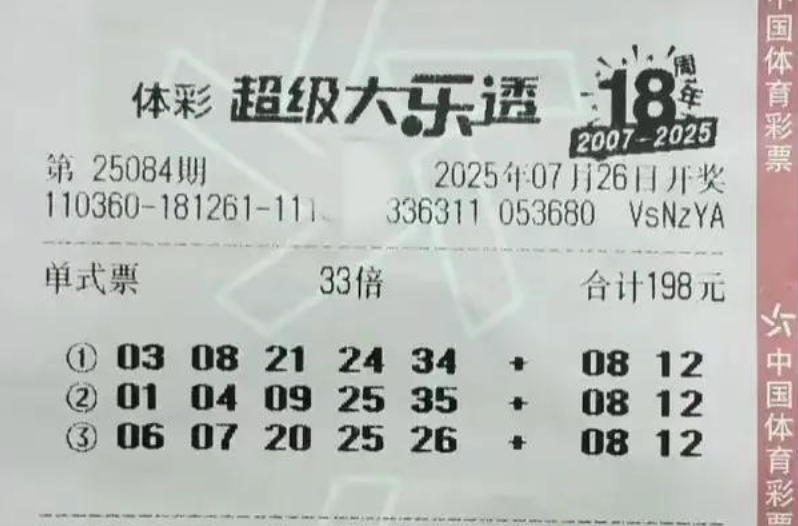 体彩 超级大乐透 18周年
2007-2025
第 25084期 2025年07月26日开奖
110360-181261-11 336311 053680 VsNzYA
单式票 33倍 合计198元
① 03 08 21 24 34 + 08 12
② 01 04 09 25 35 + 08 12
③ 06 07 20 25 26 + 08 12
中国体育彩票
中国体育彩票